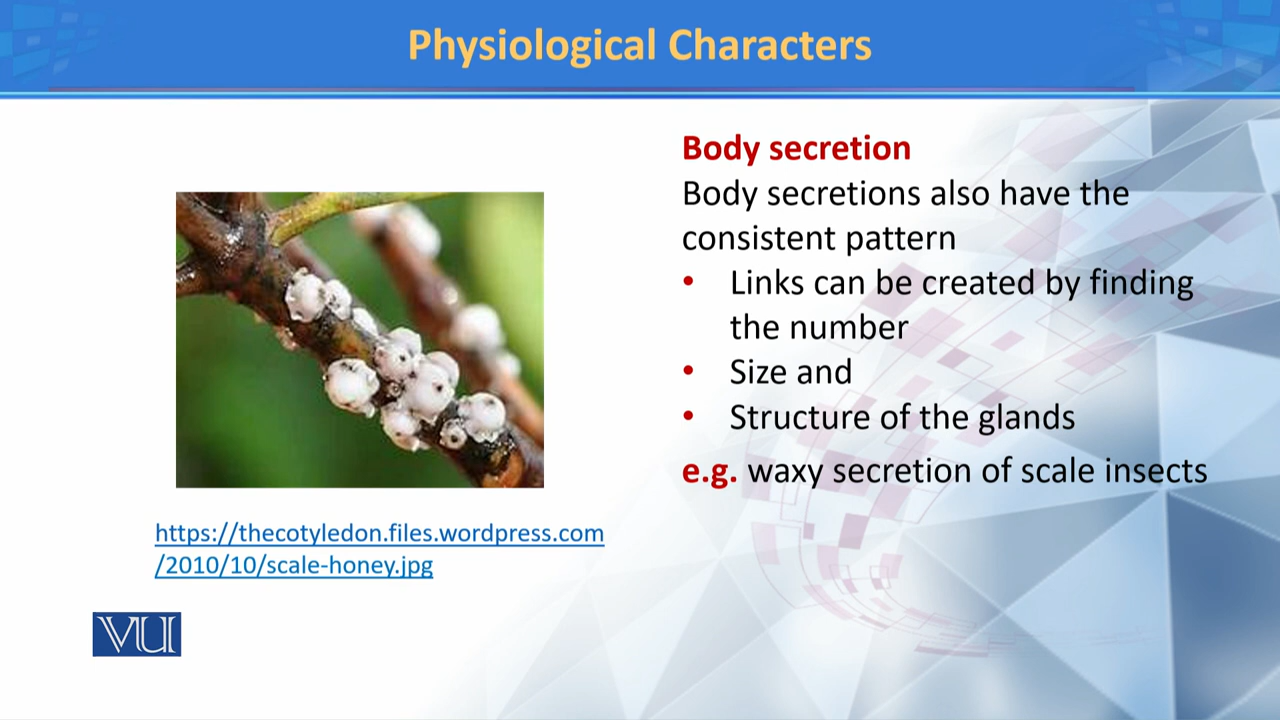 Physiological Characters
Body secretion
Body secretions also have the
consistent pattern
• Links can be created by finding
the number
• Size and
• Structure of the glands
e.g. waxy secretion of scale insects
https://thecotyledon.files.wordpress.com
/2010/10/scale-honey.jpg
VU